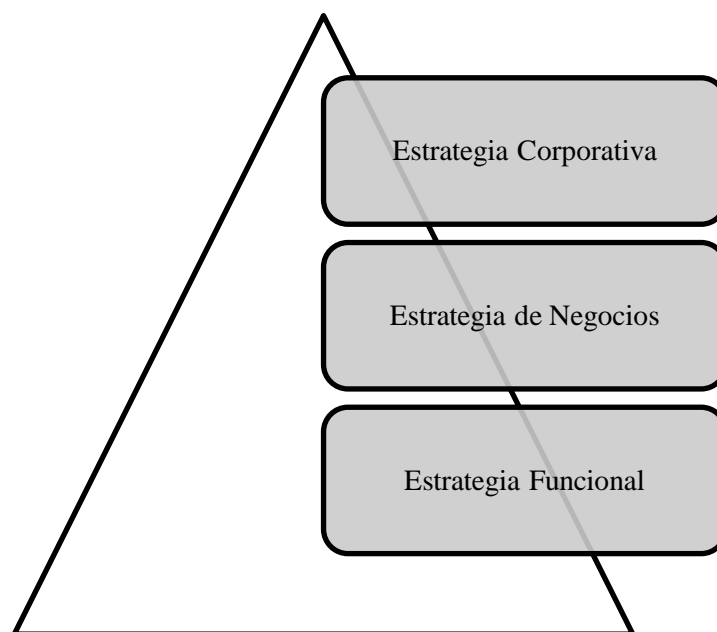 Estrategia Corporativa
Estrategia de Negocios
Estrategia Funcional